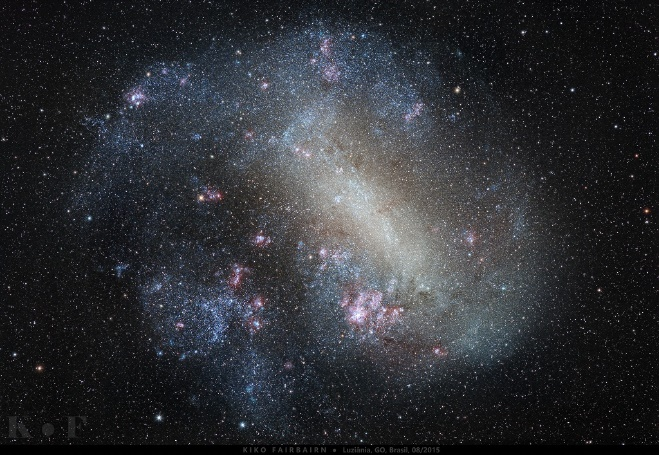 K • F
KIKO FAIRBAIRN • Luziânia, GO, Brasil, 08/2015